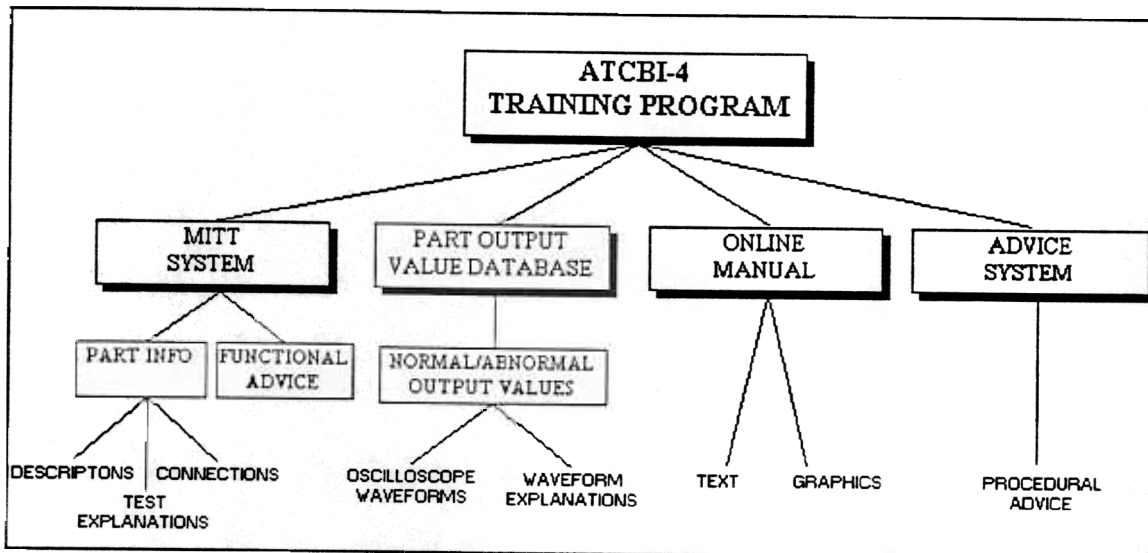 ATCBI-4
TRAINING PROGRAM
MITT
SYSTEM
PART OUTPUT
VALUE DATABASE
ONLINE
MANUAL
ADVICE
SYSTEM
PART INFO
FUNCTIONAL
ADVICE
NORMAL/ABNORMAL
OUTPUT VALUES
DESCRIPTONS
CONNECTIONS
TEST
EXPLANATIONS
OSCILLOSCOPE
WAVEFORMS
WAVEFORM
EXPLANATIONS
TEXT
GRAPHICS
PROCEDURAL
ADVICE